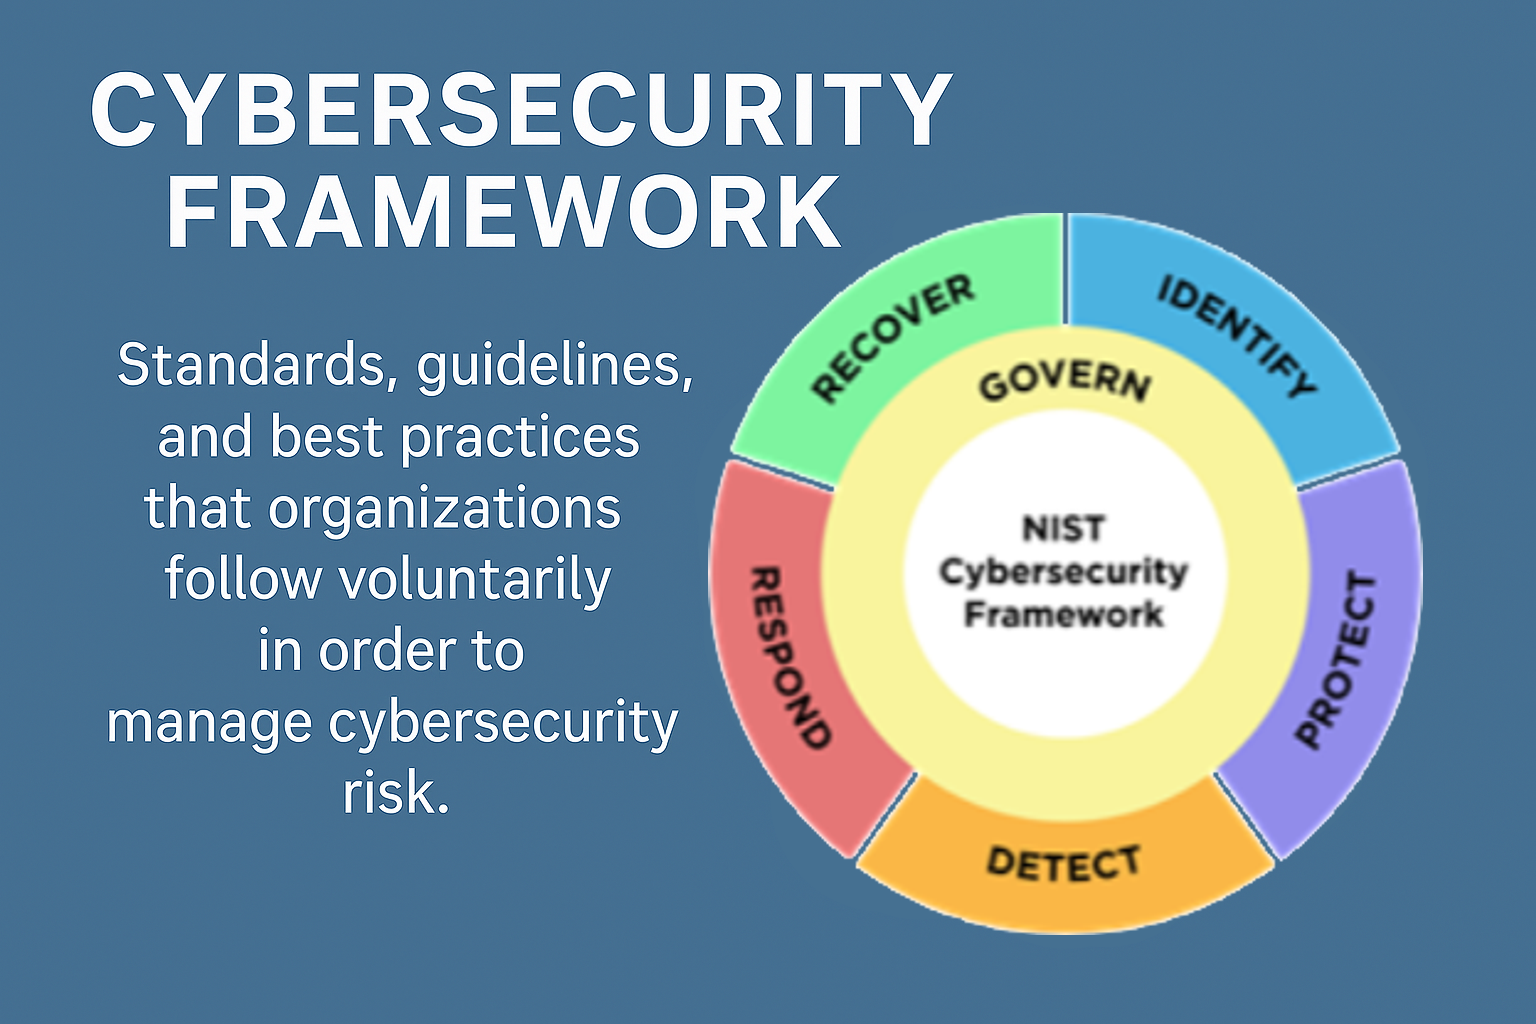 CYBERSECURITY
FRAMEWORK
Standards, guidelines,
and best practices
that organizations
follow voluntarily
in order to
manage cybersecurity
risk.
RECOVER
IDENTIFY
GOVERN
NIST
Cybersecurity
Framework
RESPOND
PROTECT
DETECT